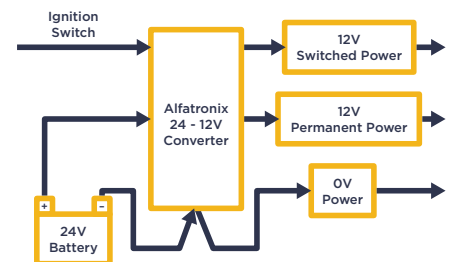 Ignition
Switch
12V
Switched Power
Alfatronix
24 - 12V
Converter
12V
Permanent Power
0V
Power
+
-
24V
Battery